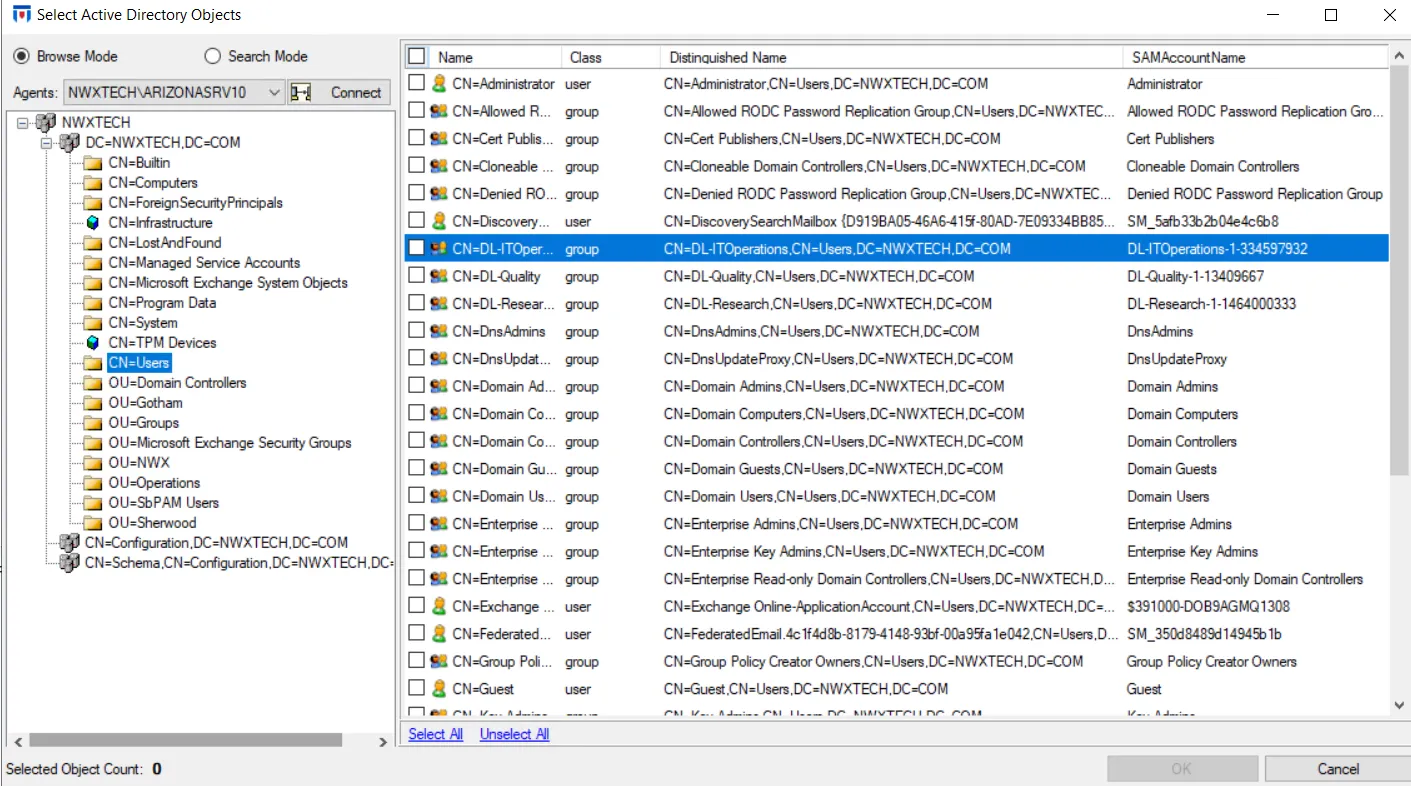 Select Active Directory Objects
Browse Mode
Search Mode
Agents:
NWXTECH\ARIZONASRV10
Connect
NWXTECH
DC=NWXTECH,DC=COM
CN=Builtin
CN=Computers
CN=ForeignSecurityPrincipals
CN=Infrastructure
CN=LostAndFound
CN=Managed Service Accounts
CN=Microsoft Exchange System Objects
CN=Program Data
CN=System
CN=TPM Devices
CN=Users
OU=Domain Controllers
OU=Gotham
OU=Groups
OU=Microsoft Exchange Security Groups
OU=NWX
OU=Operations
OU=SbPAM Users
OU=Sherwood
CN=Configuration,DC=NWXTECH,DC=COM
CN=Schema,CN=Configuration,DC=NWXTECH,DC=
Name Class Distinguished Name SAMAccountName
CN=Administrator user CN=Administrator,CN=Users,DC=NWXTECH,DC=COM Administrator
CN=Allowed R... group CN=Allowed RODC Password Replication Group,CN=Users,DC=NWXTEC... Allowed RODC Password Replication Gro...
CN=Cert Publis... group CN=Cert Publishers,CN=Users,DC=NWXTECH,DC=COM Cert Publishers
CN=Cloneable ... group CN=Cloneable Domain Controllers,CN=Users,DC=NWXTECH,DC=COM Cloneable Domain Controllers
CN=Denied RO... group CN=Denied RODC Password Replication Group,CN=Users,DC=NWXTEC... Denied RODC Password Replication Group
CN=Discovery... user CN=DiscoverySearchMailbox {D919BA05-46A6-415f-80AD-7E09334BB85... SM_5afb33b2b04e4c6b8
CN=DL-ITOper... group CN=DL-ITOperations,CN=Users,DC=NWXTECH,DC=COM DL-ITOperations-1-334597932
CN=DL-Quality group CN=DL-Quality,CN=Users,DC=NWXTECH,DC=COM DL-Quality-1-13409667
CN=DL-Resear... group CN=DL-Research,CN=Users,DC=NWXTECH,DC=COM DL-Research-1-1464000333
CN=DnsAdmins group CN=DnsAdmins,CN=Users,DC=NWXTECH,DC=COM DnsAdmins
CN=DnsUpdat... group CN=DnsUpdateProxy,CN=Users,DC=NWXTECH,DC=COM DnsUpdateProxy
CN=Domain Ad... group CN=Domain Admins,CN=Users,DC=NWXTECH,DC=COM Domain Admins
CN=Domain Co... group CN=Domain Computers,CN=Users,DC=NWXTECH,DC=COM Domain Computers
CN=Domain Co... group CN=Domain Controllers,CN=Users,DC=NWXTECH,DC=COM Domain Controllers
CN=Domain Gu... group CN=Domain Guests,CN=Users,DC=NWXTECH,DC=COM Domain Guests
CN=Domain Us... group CN=Domain Users,CN=Users,DC=NWXTECH,DC=COM Domain Users
CN=Enterprise ... group CN=Enterprise Admins,CN=Users,DC=NWXTECH,DC=COM Enterprise Admins
CN=Enterprise ... group CN=Enterprise Key Admins,CN=Users,DC=NWXTECH,DC=COM Enterprise Key Admins
CN=Enterprise ... group CN=Enterprise Read-only Domain Controllers,CN=Users,DC=NWXTECH,D... Enterprise Read-only Domain Controllers
CN=Exchange ... user CN=Exchange Online-ApplicationAccount,CN=Users,DC=NWXTECH,DC=... $391000-DOB9AGMQ1308
CN=Federated... user CN=FederatedEmail.4c1f4d8b-8179-4148-93bf-00a95fa1e042,CN=Users,D... SM_350d8489d14945b1b
CN=Group Poli... group CN=Group Policy Creator Owners,CN=Users,DC=NWXTECH,DC=COM Group Policy Creator Owners
CN=Guest user CN=Guest,CN=Users,DC=NWXTECH,DC=COM Guest
CN=Key Admins group CN=Key Admins,CN=Users,DC=NWXTECH,DC=COM Key Admins
Select All Unselect All
Selected Object Count: 0
OK
Cancel